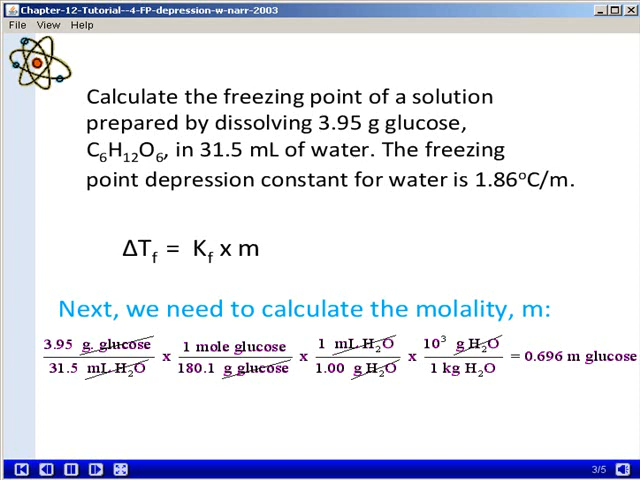 Chapter-12-Tutorial--4-FP-depression-w-narr-2003
File View Help
Calculate the freezing point of a solution
prepared by dissolving 3.95 g glucose,
C₆H₁₂O₆, in 31.5 mL of water. The freezing
point depression constant for water is 1.86ºC/m.
ΔT_f = K_f x m
Next, we need to calculate the molality, m:
3.95 g. glucose / 31.5 mL H₂O x 1 mole glucose / 180.1 g glucose x 1 mL H₂O / 1.00 g H₂O x 10³ g H₂O / 1 kg H₂O = 0.696 m glucose
3/5